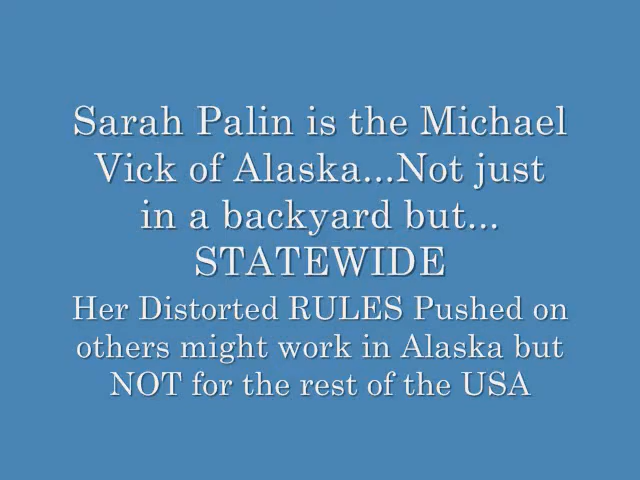 Sarah Palin is the Michael
Vick of Alaska...Not just
in a backyard but...
STATEWIDE
Her Distorted RULES Pushed on
others might work in Alaska but
NOT for the rest of the USA